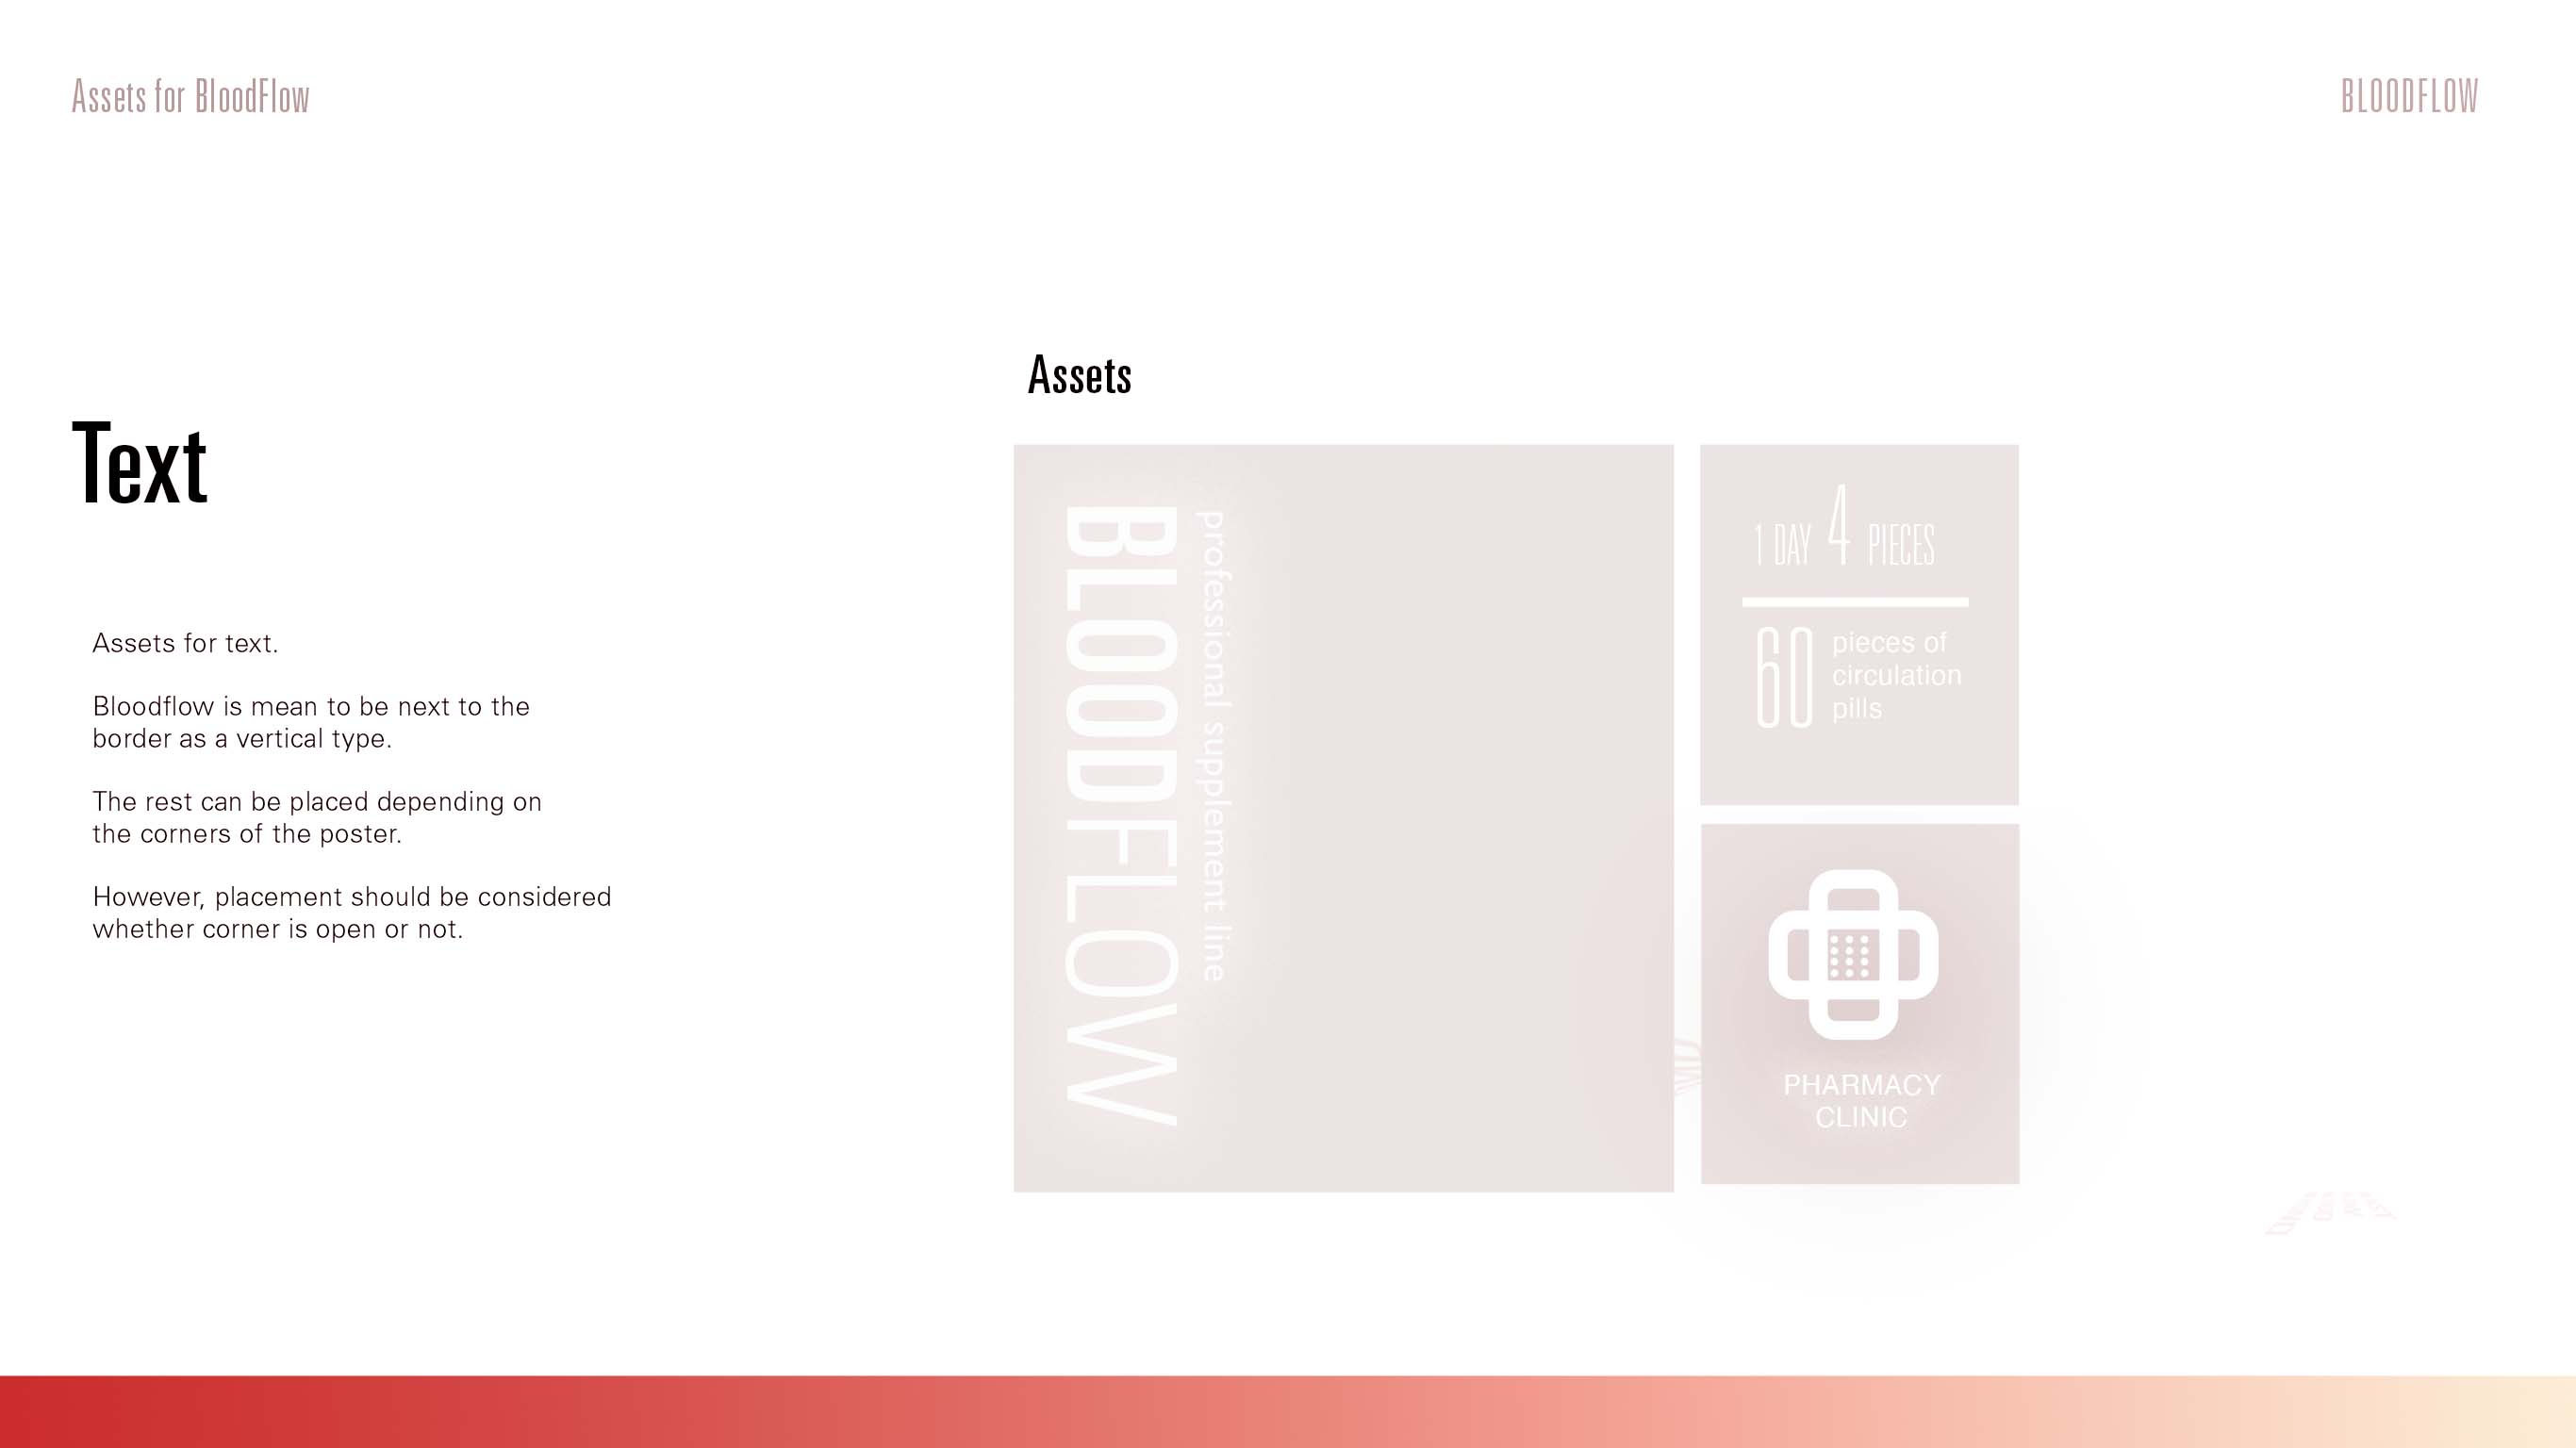 Assets for BloodFlow
BLOODFLOW
Text
Assets for text.
Bloodflow is mean to be next to the
border as a vertical type.
The rest can be placed depending on
the corners of the poster.
However, placement should be considered
whether corner is open or not.
Assets
BLOODFLOW
professional supplement line
1 DAY 4 PIECES
60 pieces of
circulation
pills
PHARMACY
CLINIC